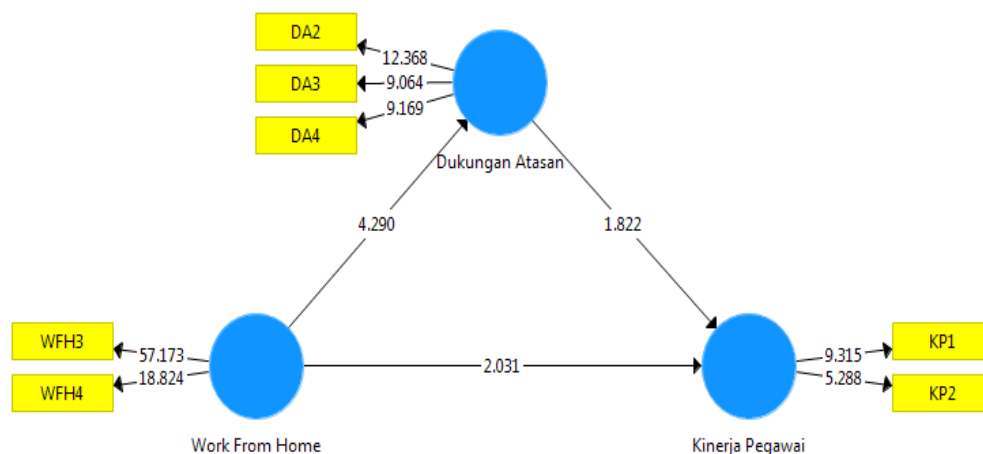 DA2
12.368
DA3
9.064
DA4
9.169
Dukungan Atasan
4.290
1.822
WFH3
57.173
WFH4
18.824
2.031
9.315
KP1
5.288
KP2
Work From Home
Kinerja Pegawai